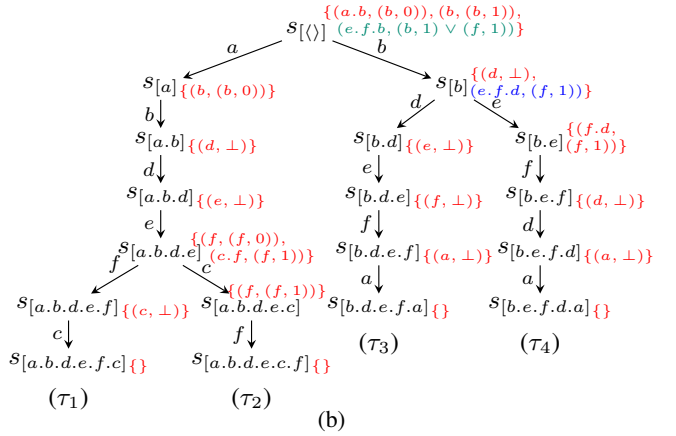 s[⟨⟩] {(a.b, (b, 0)), (b, (b, 1)),
(e.f.b, (b, 1) ∨ (f, 1))}
a b
s[a] {(b, (b, 0))} s[b] {(d, ⊥),
(e.f.d, (f, 1))}
b d e
s[a.b] {(d, ⊥)} s[b.d] {(e, ⊥)} s[b.e] {(f.d,
(f, 1))}
d e f
s[a.b.d] {(e, ⊥)} s[b.d.e] {(f, ⊥)} s[b.e.f] {(d, ⊥)}
e f d
s[a.b.d.e] {(f, (f, 0)),
(c.f, (f, 1))} s[b.d.e.f] {(a, ⊥)} s[b.e.f.d] {(a, ⊥)}
f c a a
s[a.b.d.e.f] {(c, ⊥)} s[a.b.d.e.c] {(f, (f, 1))} s[b.d.e.f.a] {} s[b.e.f.d.a] {}
c f (τ3) (τ4)
s[a.b.d.e.f.c] {} s[a.b.d.e.c.f] {}
(τ1) (τ2)
(b)